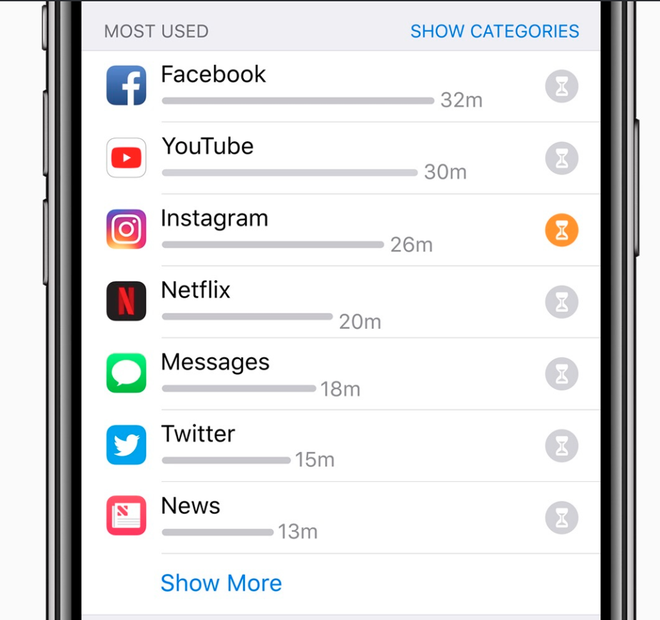 MOST USED SHOW CATEGORIES
Facebook
32m
YouTube
30m
Instagram
26m
Netflix
20m
Messages
18m
Twitter
15m
News
13m
Show More